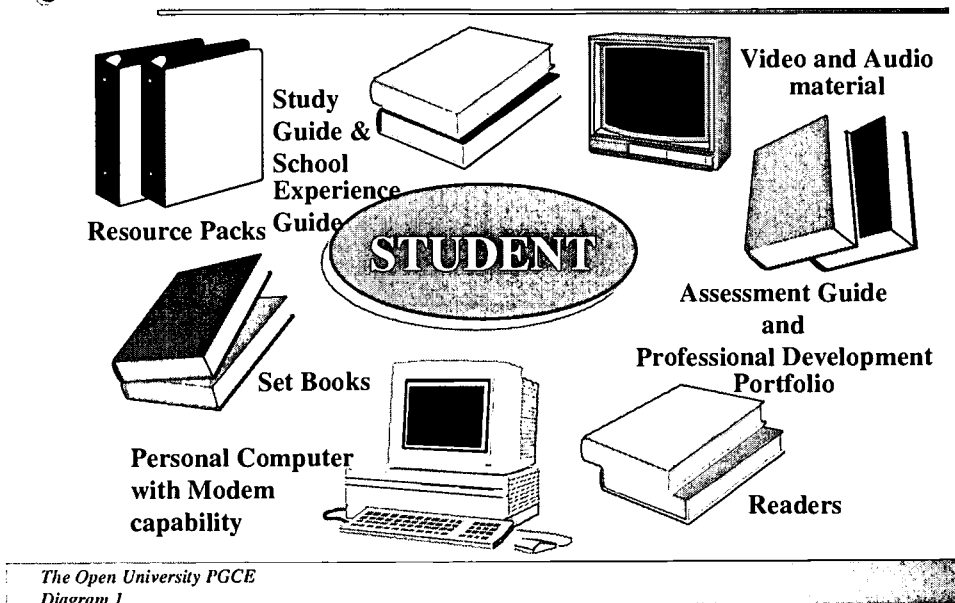 Video and Audio
material
Study
Guide &
School
Experience
Guide
Resource Packs
STUDENT
Assessment Guide
and
Professional Development
Portfolio
Set Books
Personal Computer
with Modem
capability
Readers
The Open University PGCE
Diagram 1